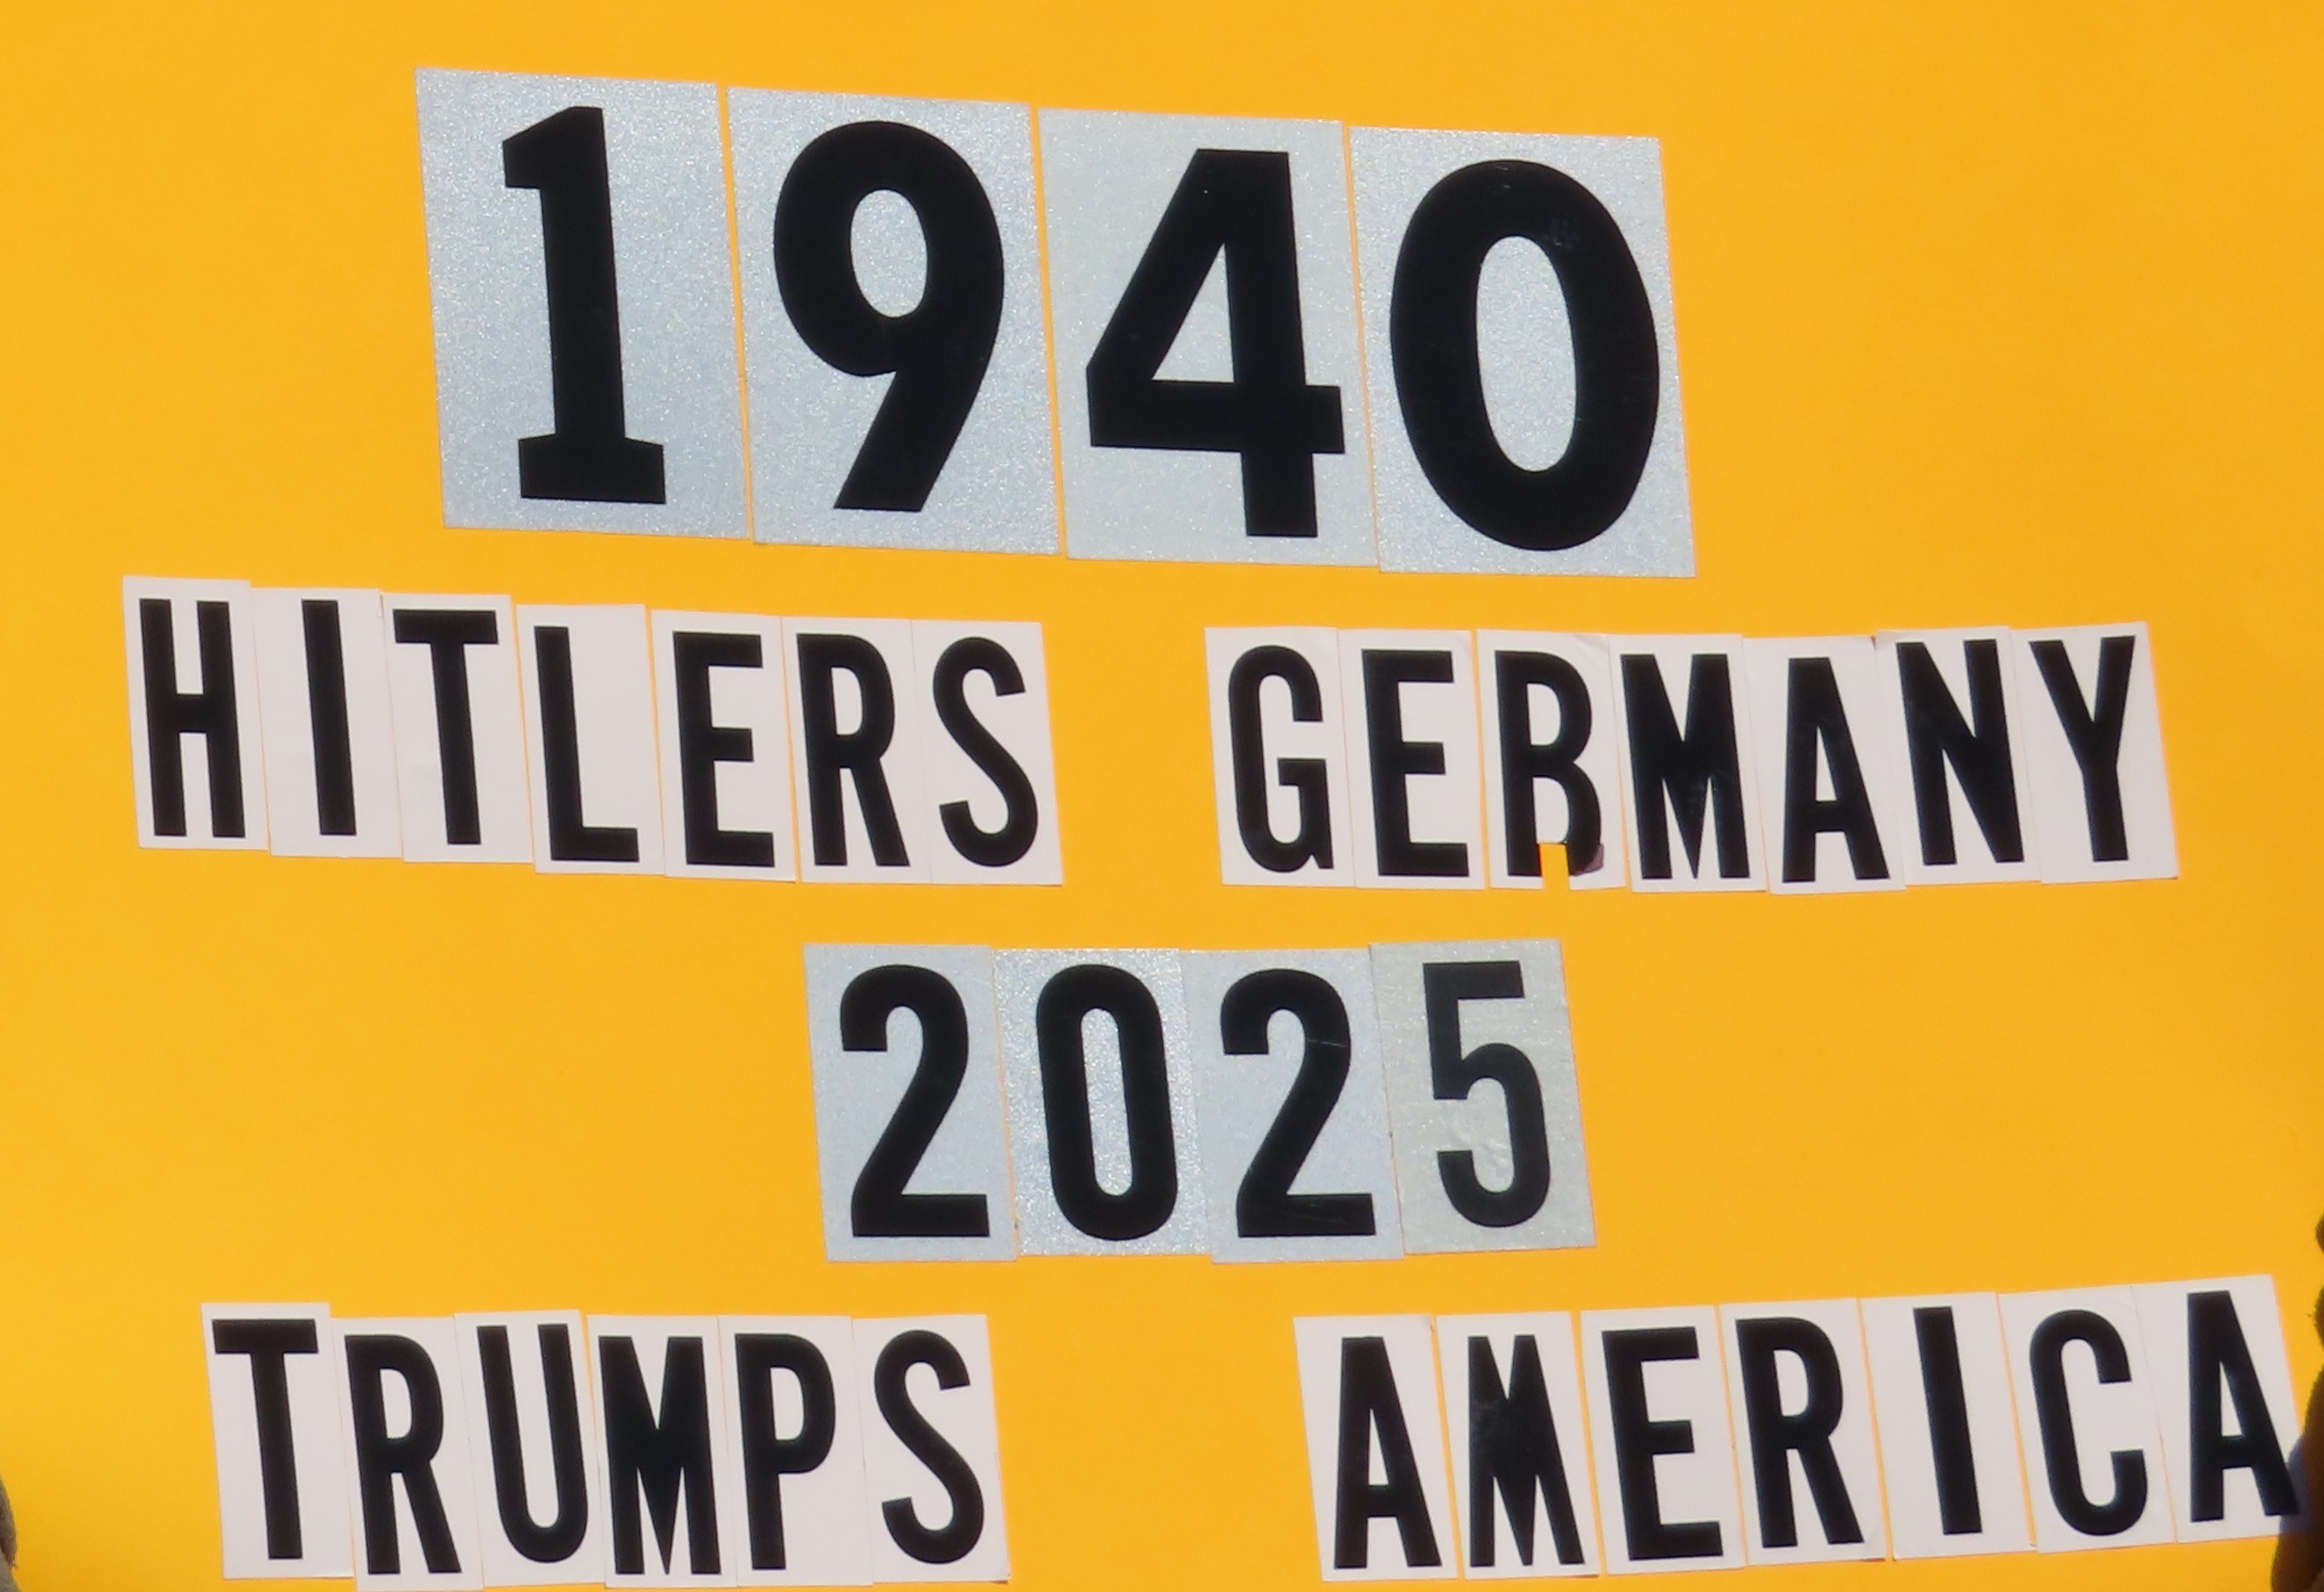 1940
HITLERS GERMANY
2025
TRUMPS AMERICA